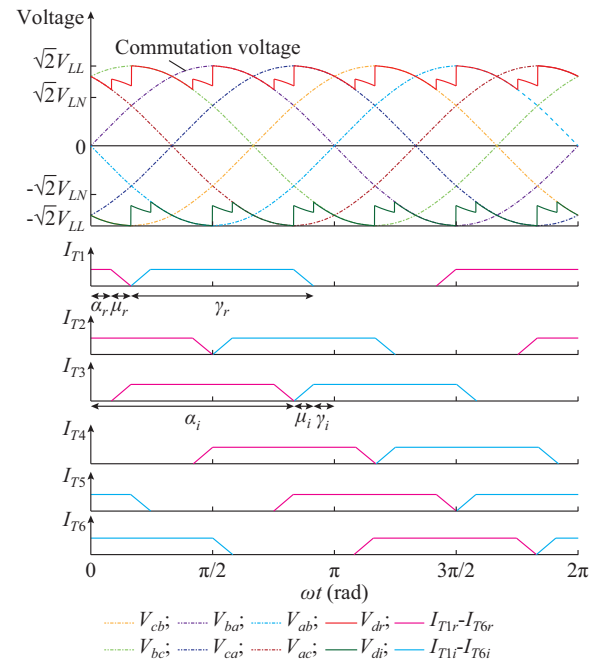 Voltage
Commutation voltage
√2V_LL
√2V_LN
0
-√2V_LN
-√2V_LL
I_T1
α_r μ_r γ_r
I_T2
I_T3
α_i μ_i γ_i
I_T4
I_T5
I_T6
0 π/2 π 3π/2 2π
ωt (rad)
V_cb; V_ba; V_ab; V_dr; I_T1r-I_T6r
V_bc; V_ca; V_ac; V_di; I_T1i-I_T6i